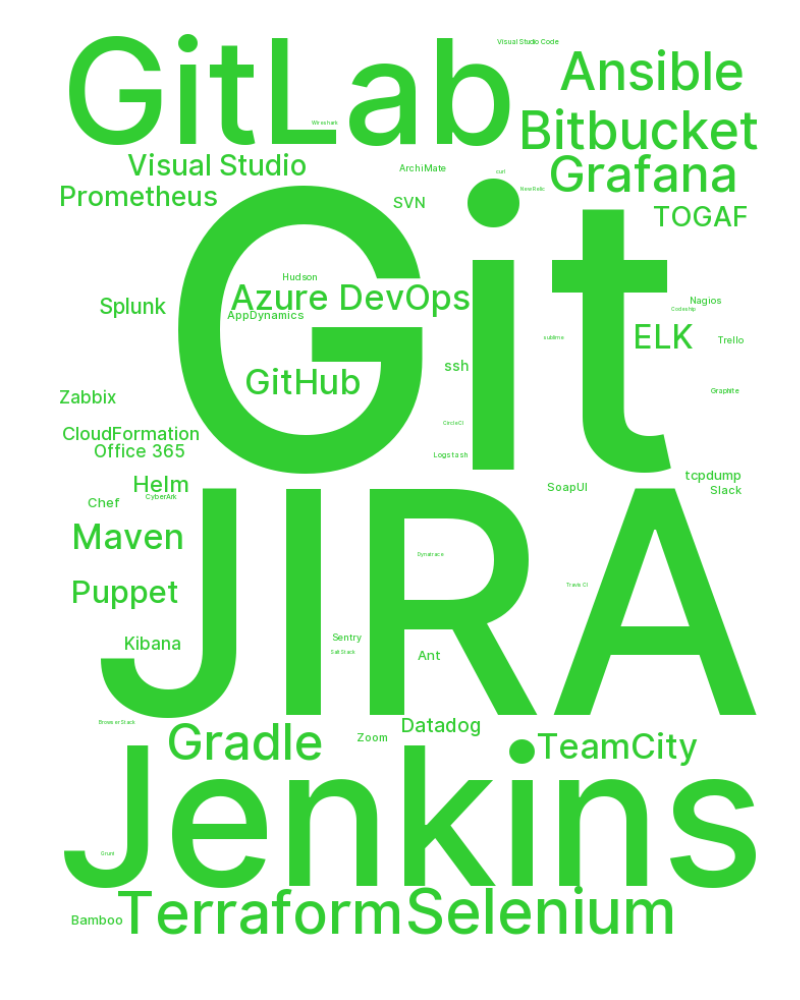 GitLab
Visual Studio Code
Ansible
Wireshark
Bitbucket
Visual Studio
ArchiMate
curl
Grafana
New Relic
Prometheus
SVN
TOGAF
Git
Hudson
Azure DevOps
Nagios
Splunk
AppDynamics
Codeship
ELK
sublime
Trello
ssh
GitHub
Graphite
Zabbix
CircleCI
CloudFormation
Office 365
Logstash
tcpdump
Helm
SoapUI
Slack
CyberArk
Chef
JIRA
Maven
Dynatrace
Travis CI
Puppet
Sentry
Kibana
SaltStack
Ant
BrowserStack
Datadog
Gradle
Zoom
TeamCity
Jenkins
Grunt
Terraform
Selenium
Bamboo